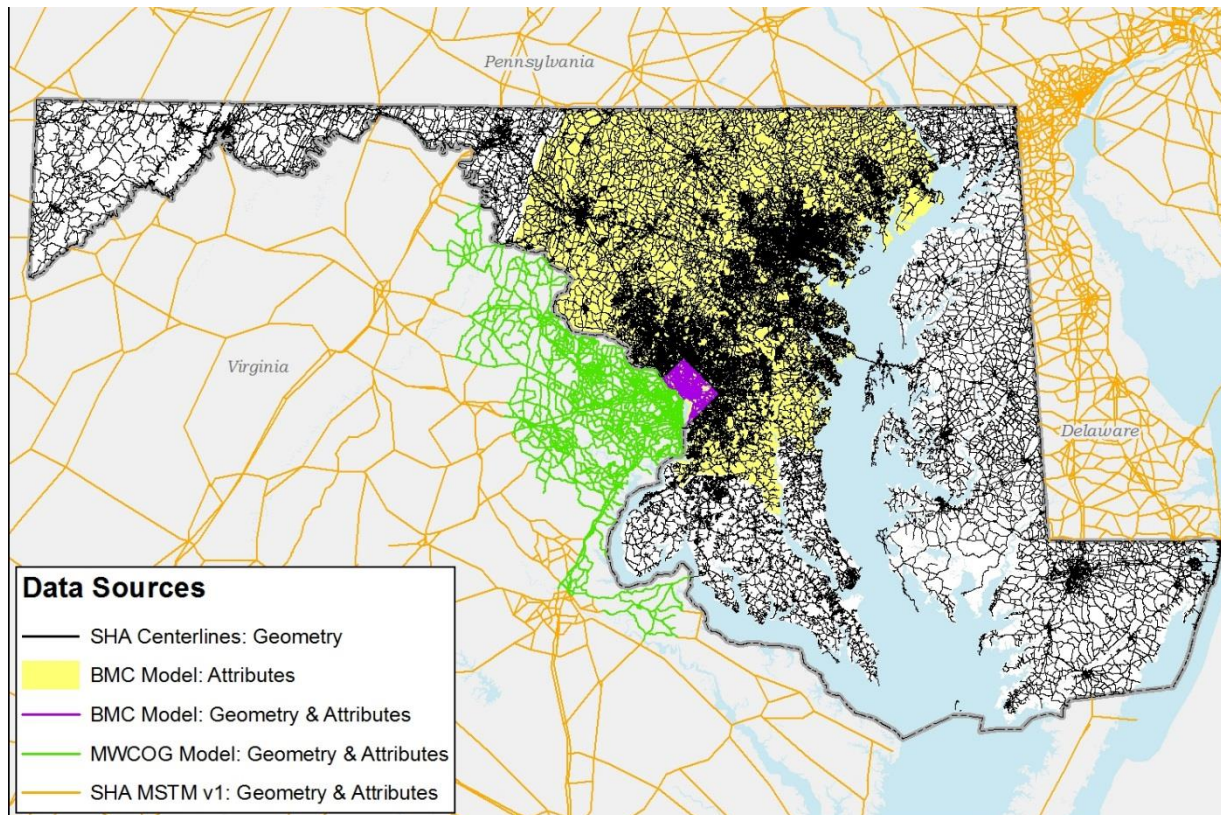 Pennsylvania
Virginia
Delaware
Data Sources
SHA Centerlines: Geometry
BMC Model: Attributes
BMC Model: Geometry & Attributes
MWCOG Model: Geometry & Attributes
SHA MSTM v1: Geometry & Attributes